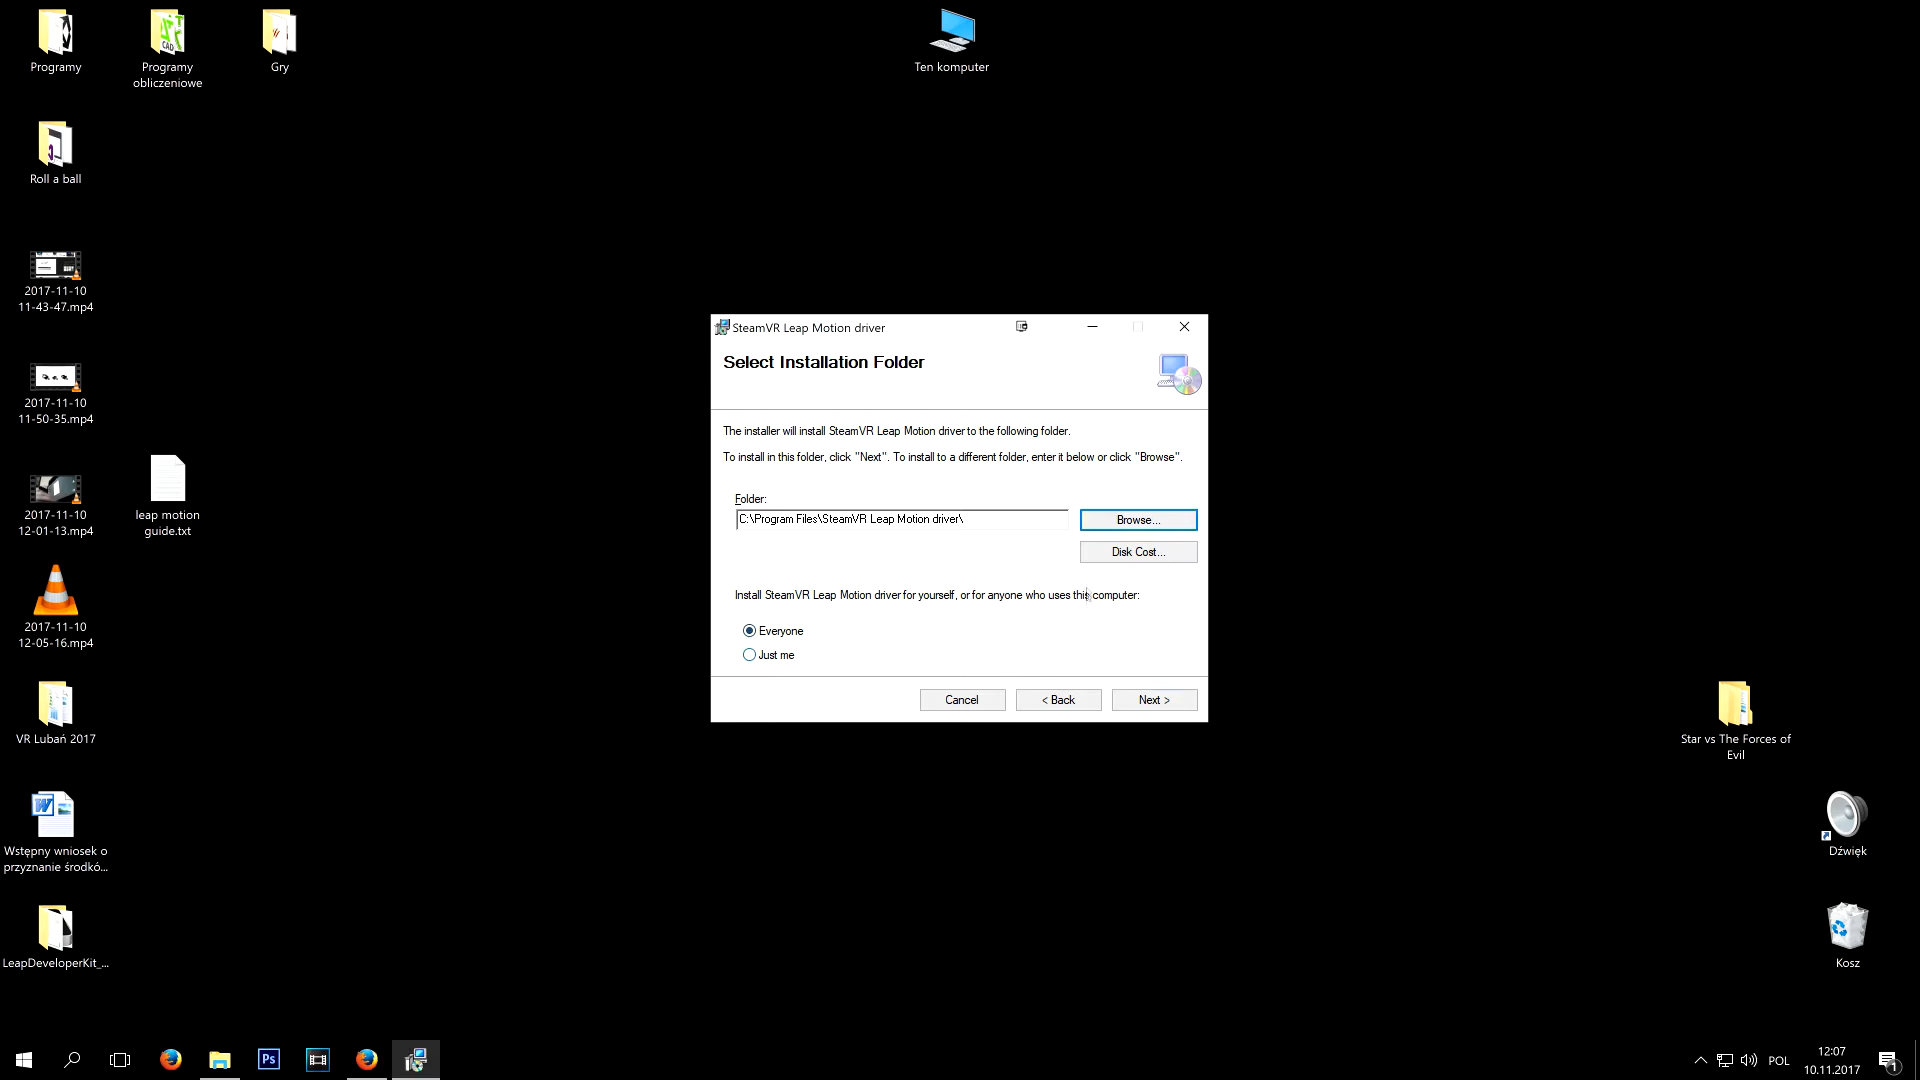 Programy
Programy
obliczeniowe
Gry
Ten komputer
Roll a ball
2017-11-10
11-43-47.mp4
2017-11-10
11-50-35.mp4
2017-11-10
12-01-13.mp4
leap motion
guide.txt
2017-11-10
12-05-16.mp4
VR Lubań 2017
Wstępny wniosek o
przyznanie środkó...
LeapDeveloperKit_...
SteamVR Leap Motion driver
Select Installation Folder
The installer will install SteamVR Leap Motion driver to the following folder.
To install in this folder, click "Next". To install to a different folder, enter it below or click "Browse".
Folder:
C:\Program Files\SteamVR Leap Motion driver\
Browse...
Disk Cost...
Install SteamVR Leap Motion driver for yourself, or for anyone who uses this computer:
Everyone
Just me
Cancel
< Back
Next >
Star vs The Forces of
Evil
Dźwięk
Kosz
Ps
POL
12:07
10.11.2017
1